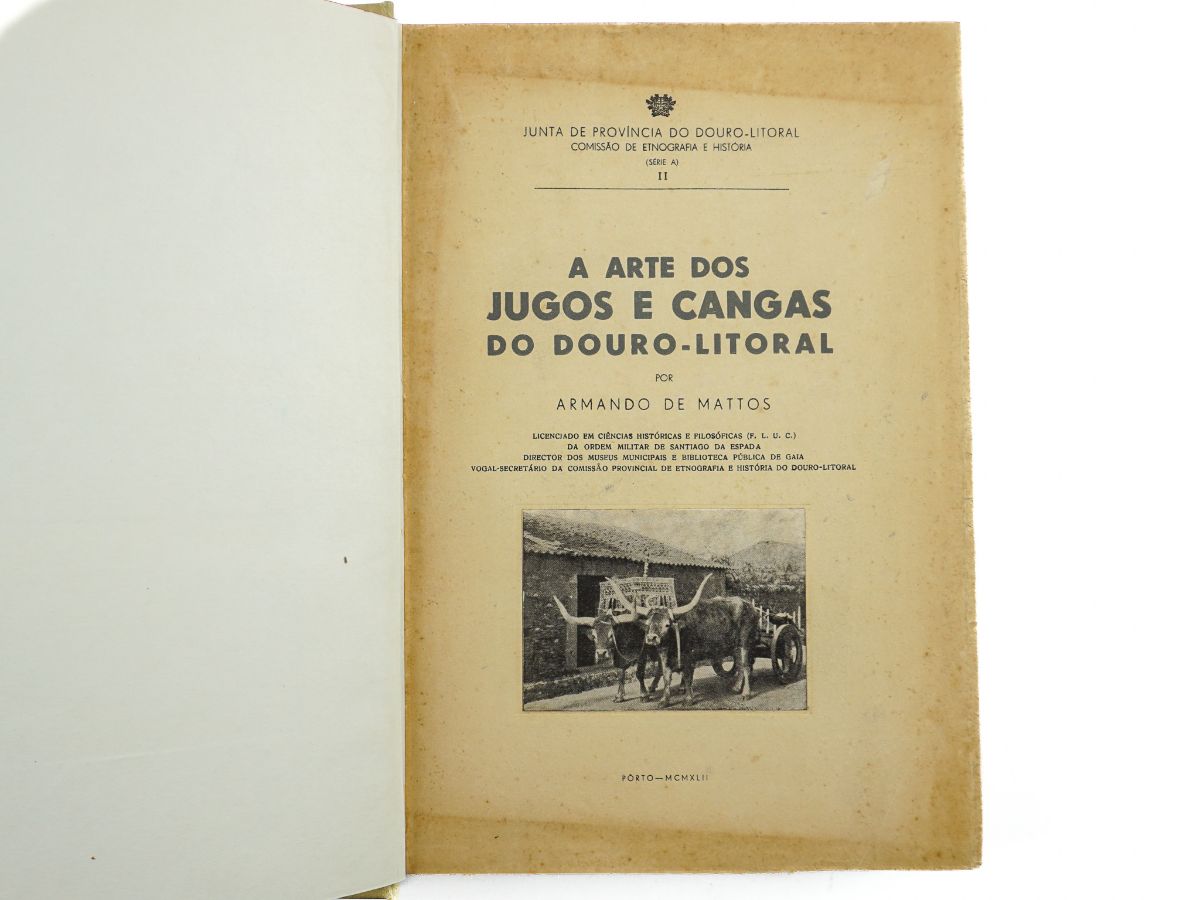 JUNTA DE PROVÍNCIA DO DOURO-LITORAL
COMISSÃO DE ETNOGRAFIA E HISTÓRIA
(SÉRIE A)
II
A ARTE DOS
JUGOS E CANGAS
DO DOURO-LITORAL
POR
ARMANDO DE MATTOS
LICENCIADO EM CIÊNCIAS HISTÓRICAS E FILOSÓFICAS (F. L. U. C.)
DA ORDEM MILITAR DE SANTIAGO DA ESPADA
DIRECTOR DOS MUSEUS MUNICIPAIS E BIBLIOTECA PÚBLICA DE GAIA
VOGAL-SECRETÁRIO DA COMISSÃO PROVINCIAL DE ETNOGRAFIA E HISTÓRIA DO DOURO-LITORAL
PÔRTO—MCMXLII